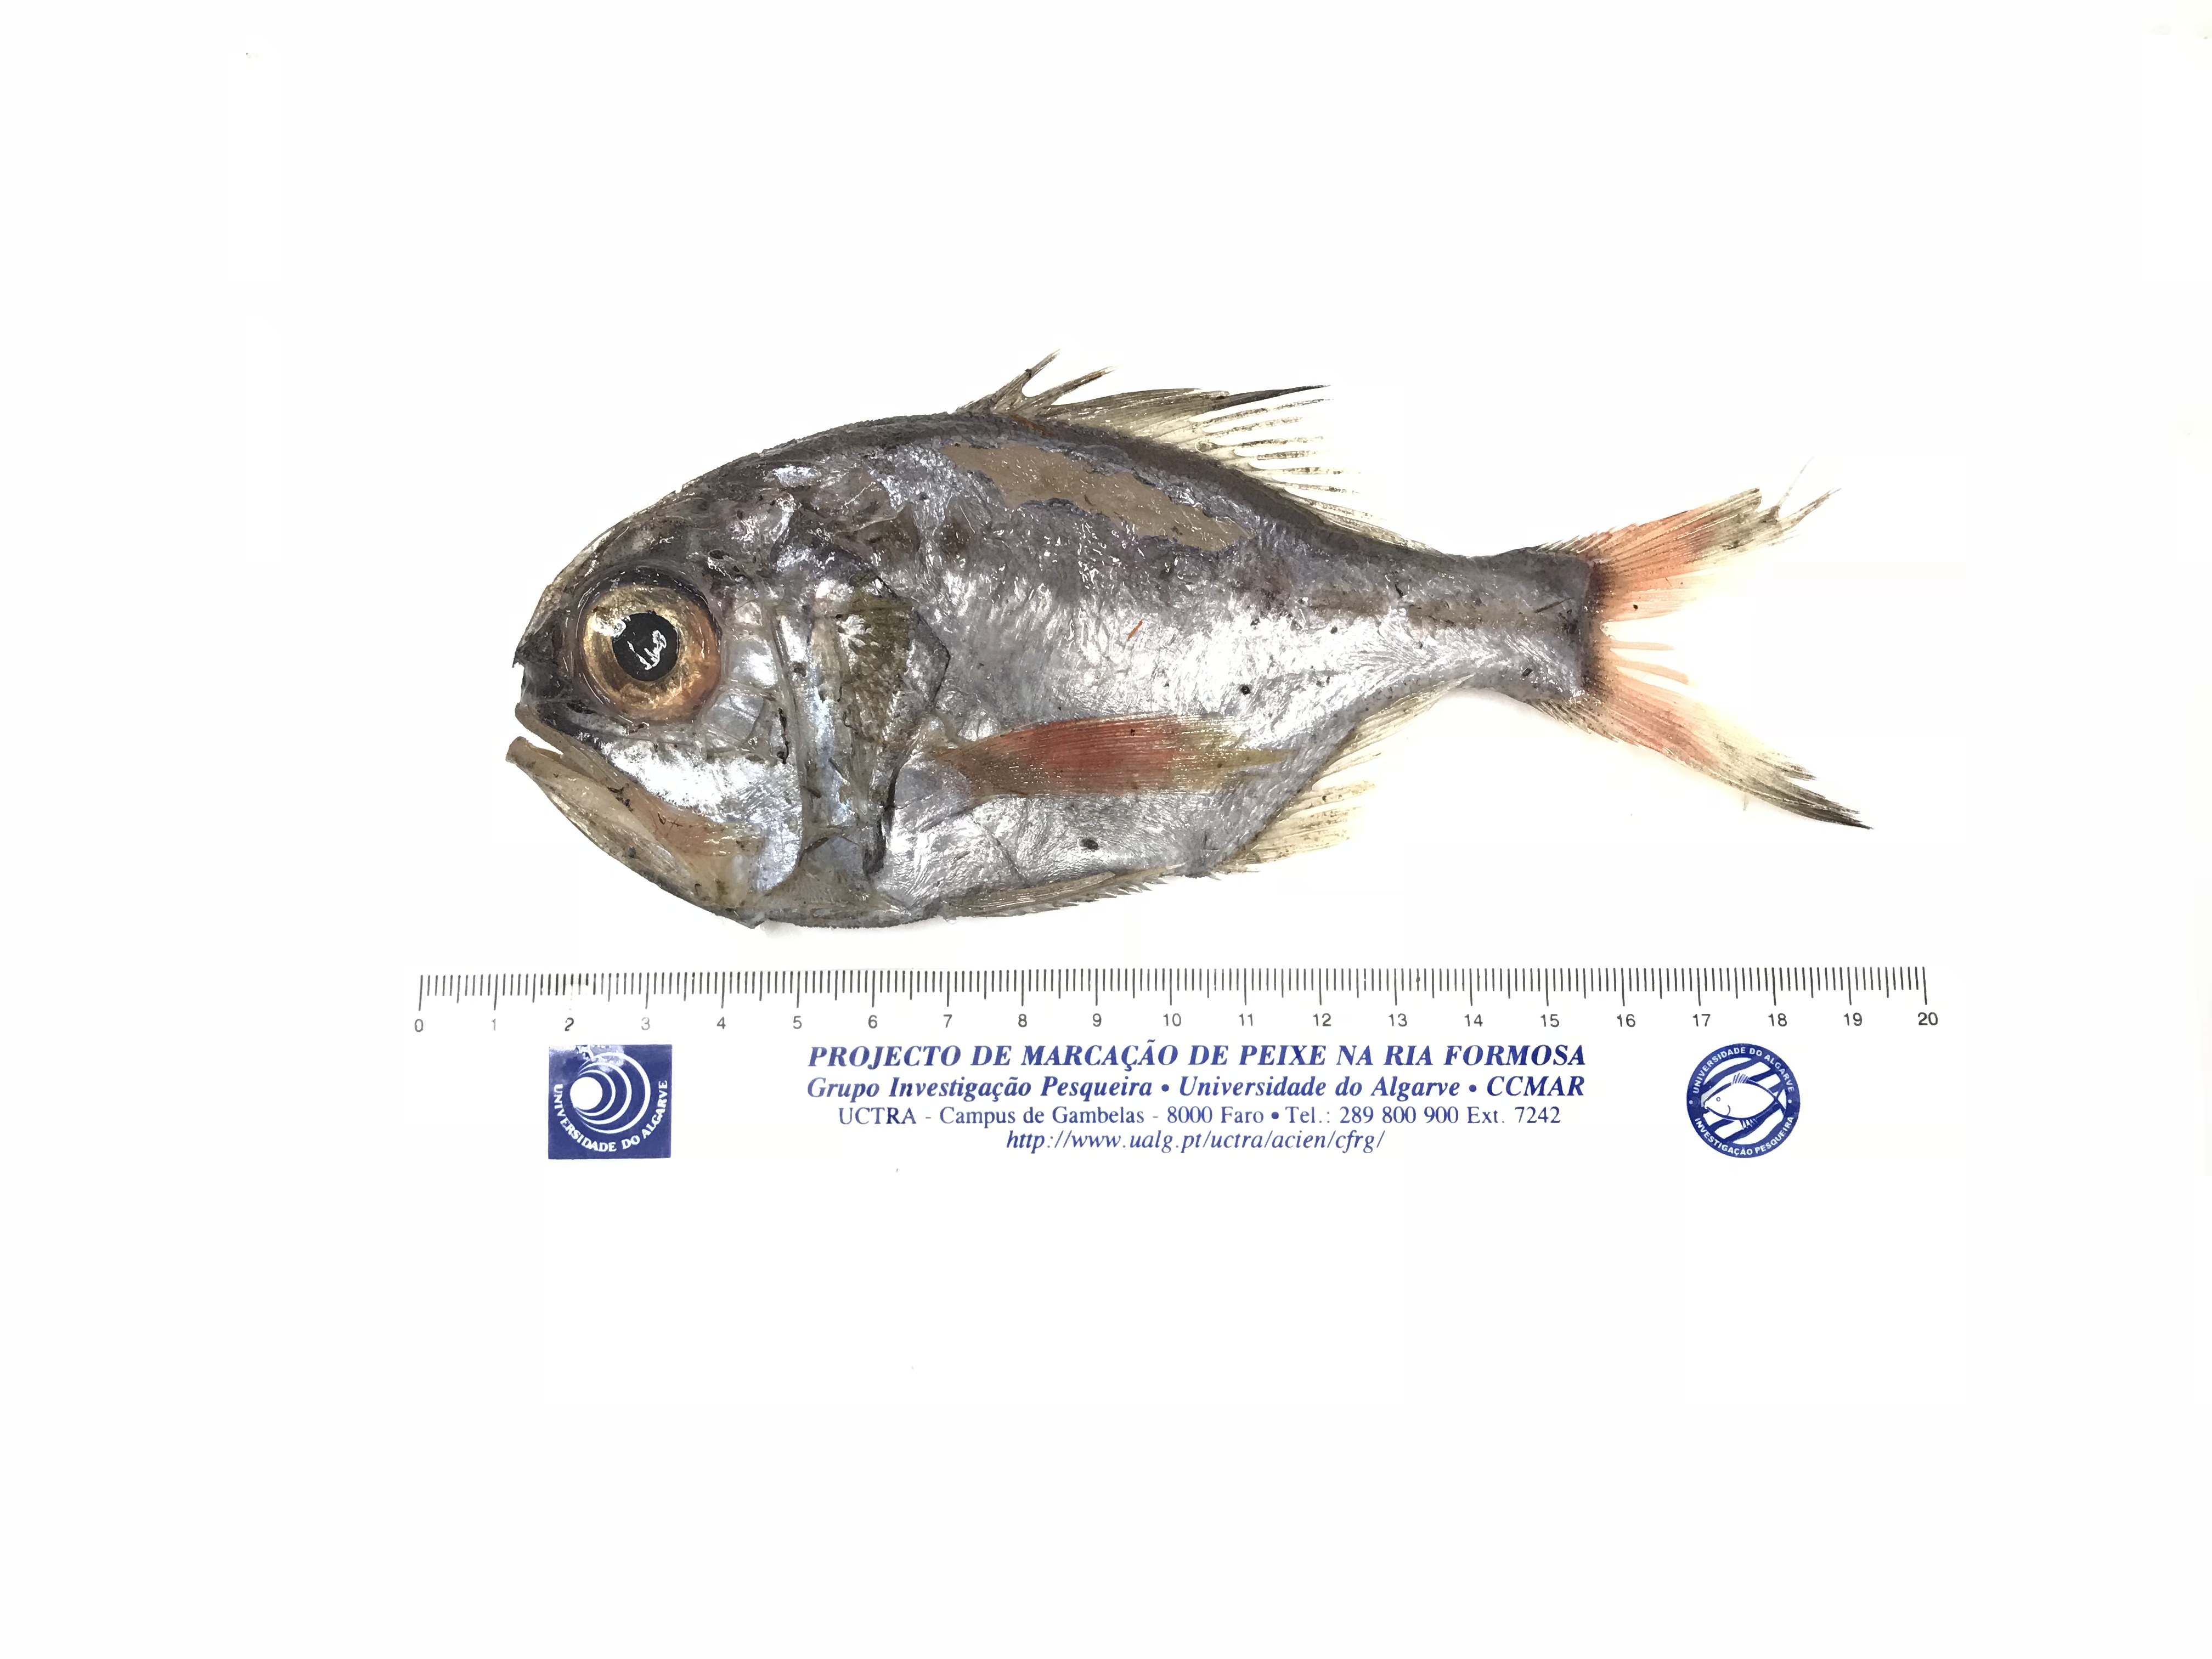 0 1 2 3 4 5 6 7 8 9 10 11 12 13 14 15 16 17 18 19 20
PROJECTO DE MARCAÇÃO DE PEIXE NA RIA FORMOSA
Grupo Investigação Pesqueira • Universidade do Algarve • CCMAR
UCTRA - Campus de Gambelas - 8000 Faro • Tel.: 289 800 900 Ext. 7242
http://www.ualg.pt/uctra/acien/cfrg/
UNIVERSIDADE DO ALGARVE
• UNIVERSIDADE DO ALGARVE •
INVESTIGAÇÃO PESQUEIRA